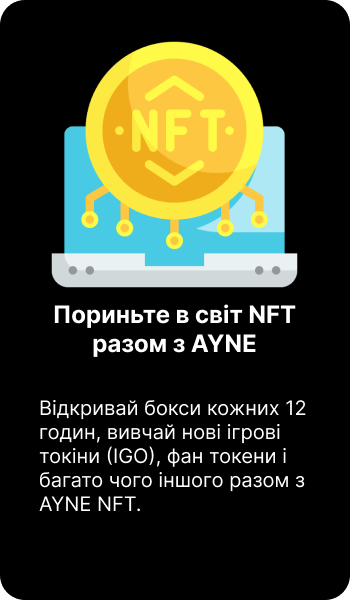 NFT
Пориньте в світ NFT
разом з AYNE
Відкривай бокси кожних 12
годин, вивчай нові ігрові
токіни (IGO), фан токени і
багато чого іншого разом з
AYNE NFT.